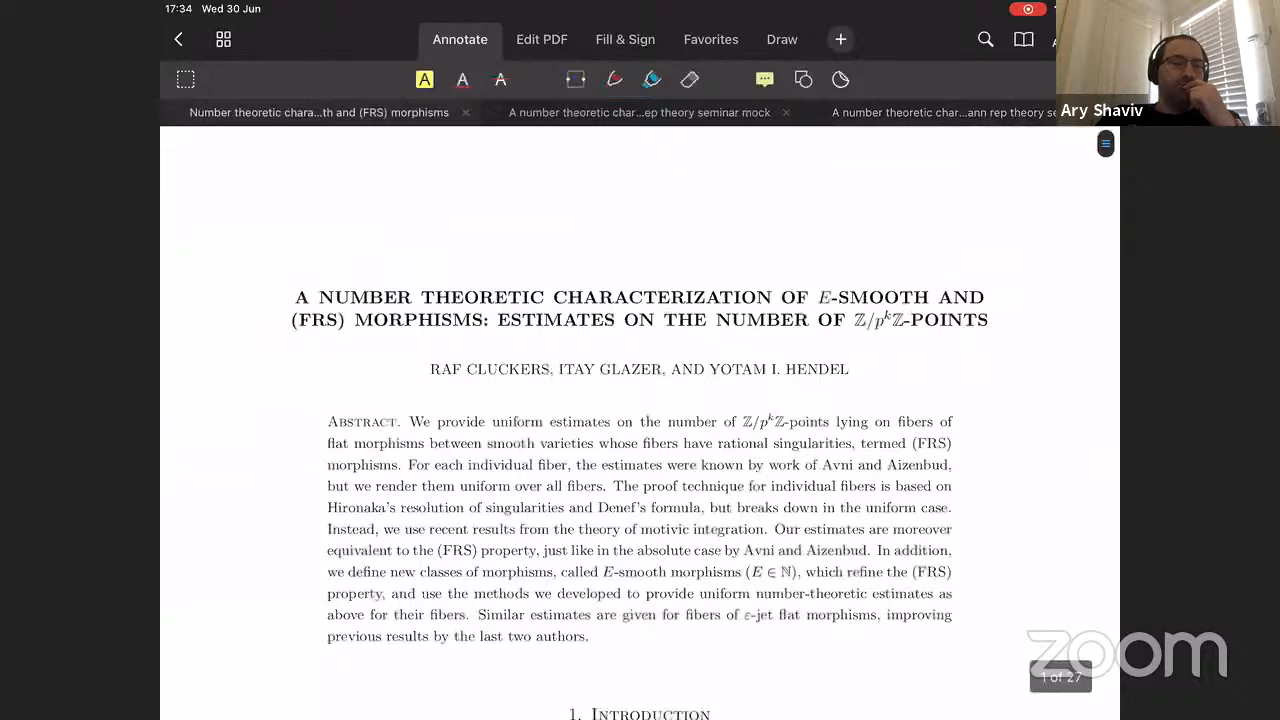 17:34 Wed 30 Jun
Annotate Edit PDF Fill & Sign Favorites Draw
A A A
Number theoretic chara...th and (FRS) morphisms × A number theoretic char...ep theory seminar mock × A number theoretic char...ann rep theory se
Ary Shaviv
A NUMBER THEORETIC CHARACTERIZATION OF E-SMOOTH AND
(FRS) MORPHISMS: ESTIMATES ON THE NUMBER OF ℤ/pᵏℤ-POINTS
RAF CLUCKERS, ITAY GLAZER, AND YOTAM I. HENDEL
ABSTRACT. We provide uniform estimates on the number of ℤ/pᵏℤ-points lying on fibers of
flat morphisms between smooth varieties whose fibers have rational singularities, termed (FRS)
morphisms. For each individual fiber, the estimates were known by work of Avni and Aizenbud,
but we render them uniform over all fibers. The proof technique for individual fibers is based on
Hironaka's resolution of singularities and Denef's formula, but breaks down in the uniform case.
Instead, we use recent results from the theory of motivic integration. Our estimates are moreover
equivalent to the (FRS) property, just like in the absolute case by Avni and Aizenbud. In addition,
we define new classes of morphisms, called E-smooth morphisms (E ∈ ℕ), which refine the (FRS)
property, and use the methods we developed to provide uniform number-theoretic estimates as
above for their fibers. Similar estimates are given for fibers of ε-jet flat morphisms, improving
previous results by the last two authors.
zoom
1 of 27
1. INTRODUCTION